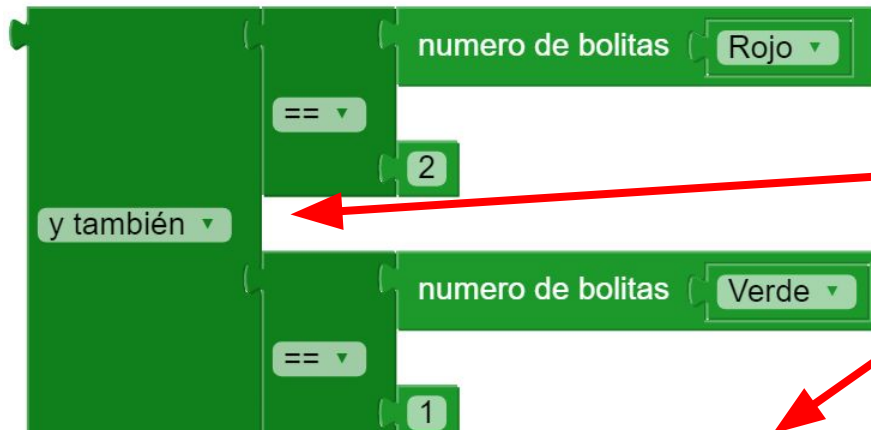 numero de bolitas Rojo
==
2
y también
numero de bolitas Verde
==
1